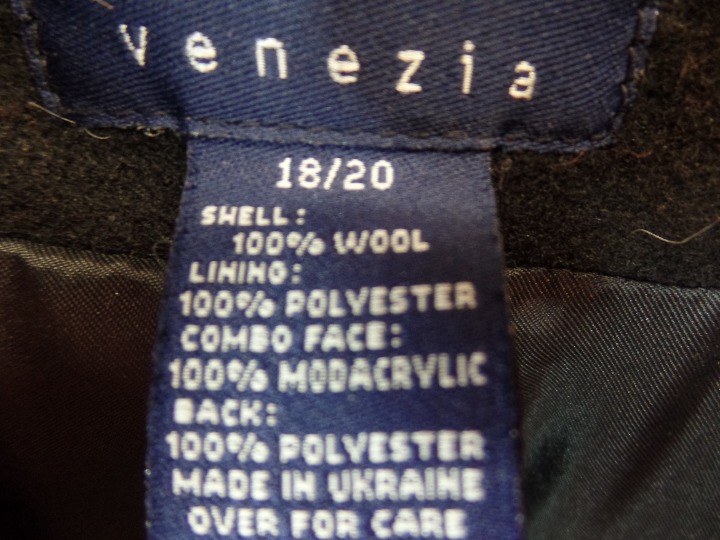 venezia
18/20
SHELL:
100% WOOL
LINING:
100% POLYESTER
COMBO FACE:
100% MODACRYLIC
BACK:
100% POLYESTER
MADE IN UKRAINE
OVER FOR CARE